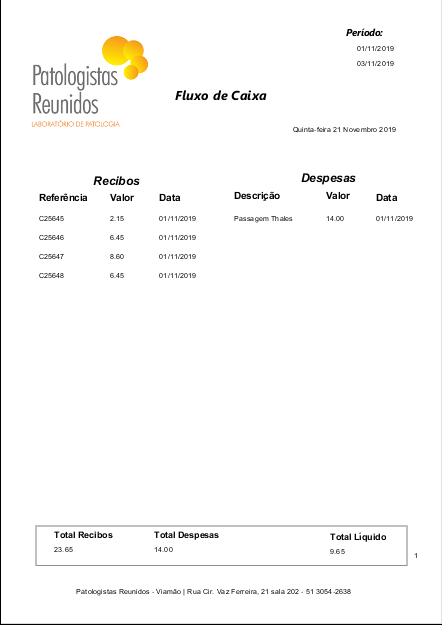 Período:
01/11/2019
03/11/2019
Patologistas
Reunidos
LABORATÓRIO DE PATOLOGIA
Fluxo de Caixa
Quinta-feira 21 Novembro 2019
Recibos
Despesas
Referência Valor Data Descrição Valor Data
C25645 2.15 01/11/2019 Passagem Thales 14.00 01/11/2019
C25646 6.45 01/11/2019
C25647 8.60 01/11/2019
C25648 6.45 01/11/2019
Total Recibos Total Despesas Total Líquido
23.65 14.00 9.65
1
Patologistas Reunidos - Viamão | Rua Cir. Vaz Ferreira, 21 sala 202 - 51 3054-2638